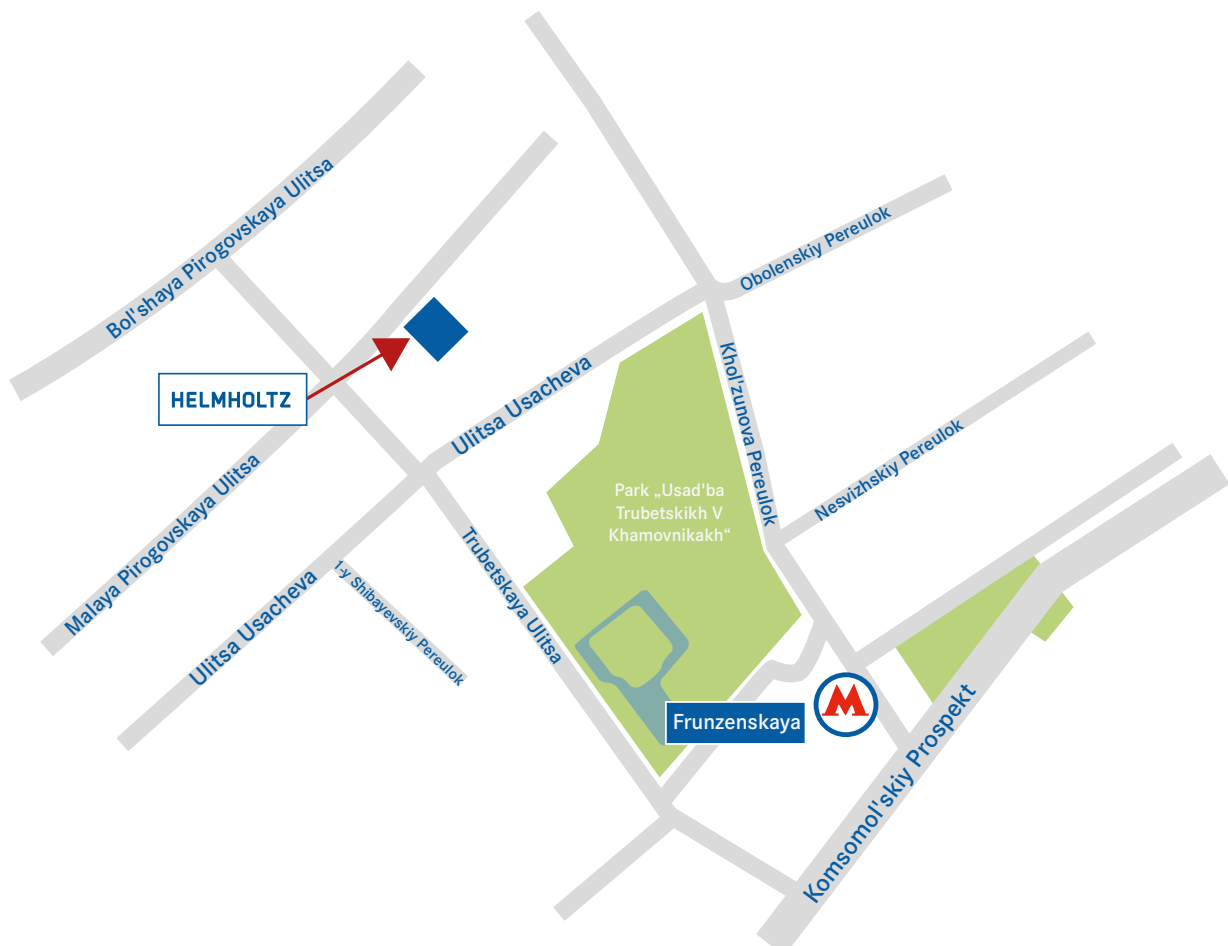 Bol'shaya Pirogovskaya Ulitsa
Obolenskiy Pereulok
HELMHOLTZ
Ulitsa Usacheva
Khol'zunova Pereulok
Malaya Pirogovskaya Ulitsa
Nesvizhskiy Pereulok
Park „Usad'ba
Trubetskikh V
Khamovnikakh“
Trubetskaya Ulitsa
Ulitsa Usacheva
1-y Shibayevskiy Pereulok
Frunzenskaya
M
Komsomol'skiy Prospekt